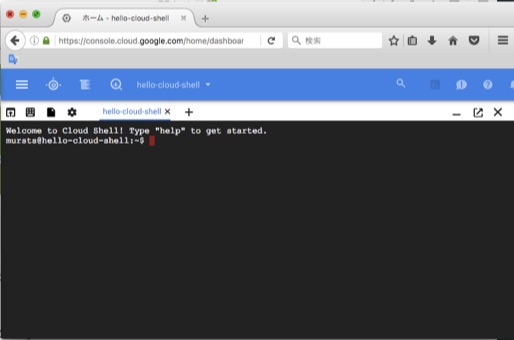 ホーム - hello-cloud-shell
https://console.cloud.google.com/home/dashboar
検索
hello-cloud-shell
hello-cloud-shell
Welcome to Cloud Shell! Type "help" to get started.
mursts@hello-cloud-shell:~$